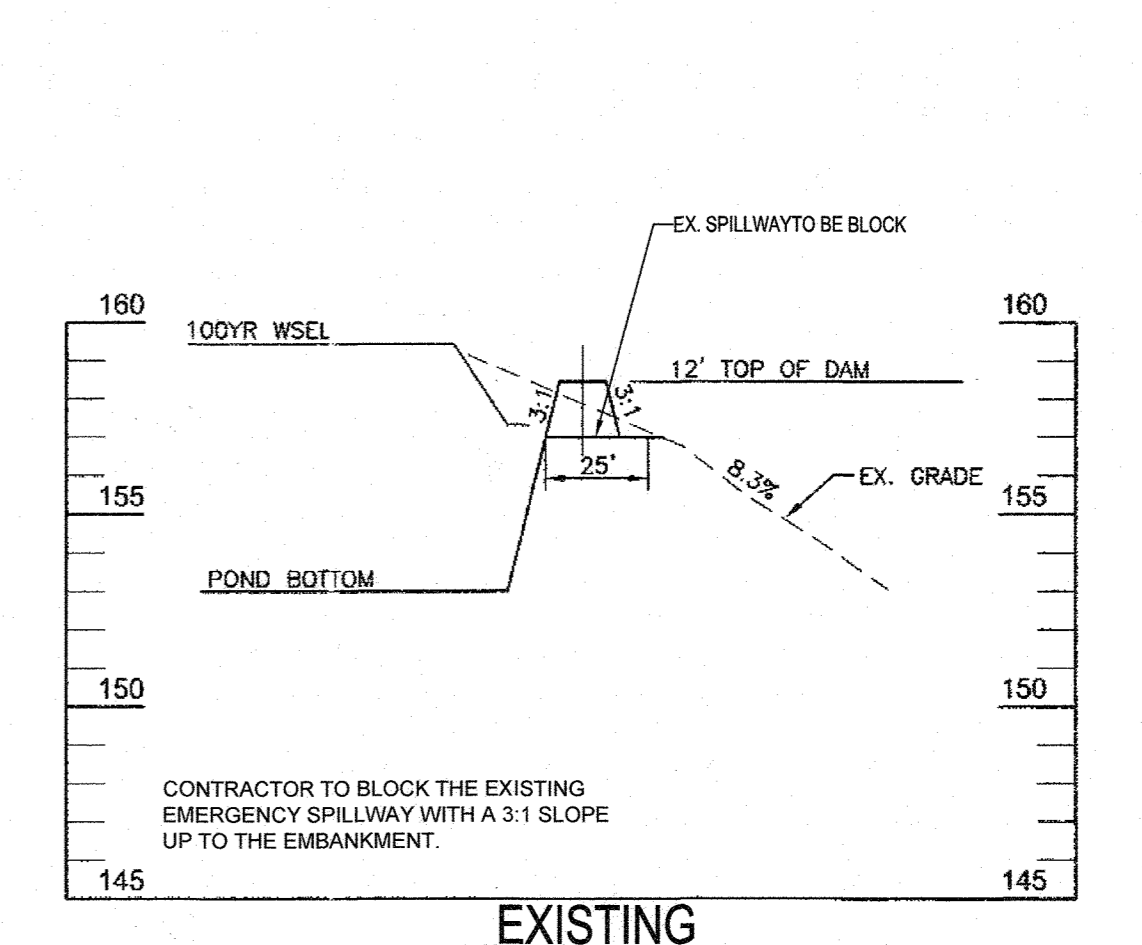 EX. SPILLWAYTO BE BLOCK
160
160
100YR WSEL
12' TOP OF DAM
3:1
3:1
25'
8.3%
EX. GRADE
155
155
POND BOTTOM
150
150
CONTRACTOR TO BLOCK THE EXISTING
EMERGENCY SPILLWAY WITH A 3:1 SLOPE
UP TO THE EMBANKMENT.
145
145
EXISTING